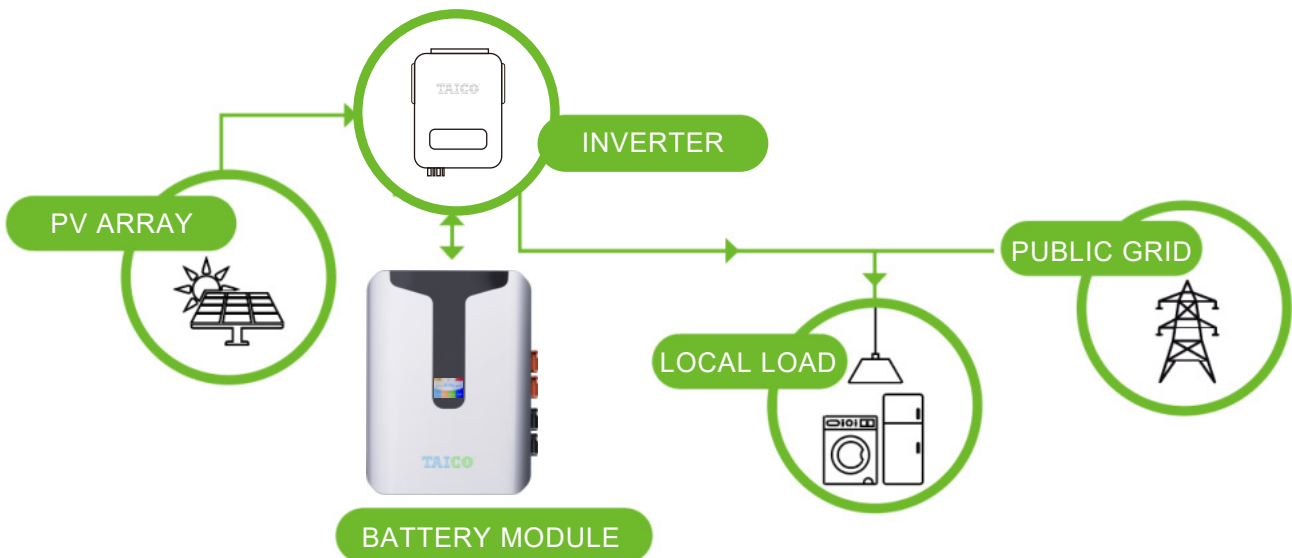 TAICO
INVERTER
PV ARRAY
PUBLIC GRID
LOCAL LOAD
TAICO
BATTERY MODULE